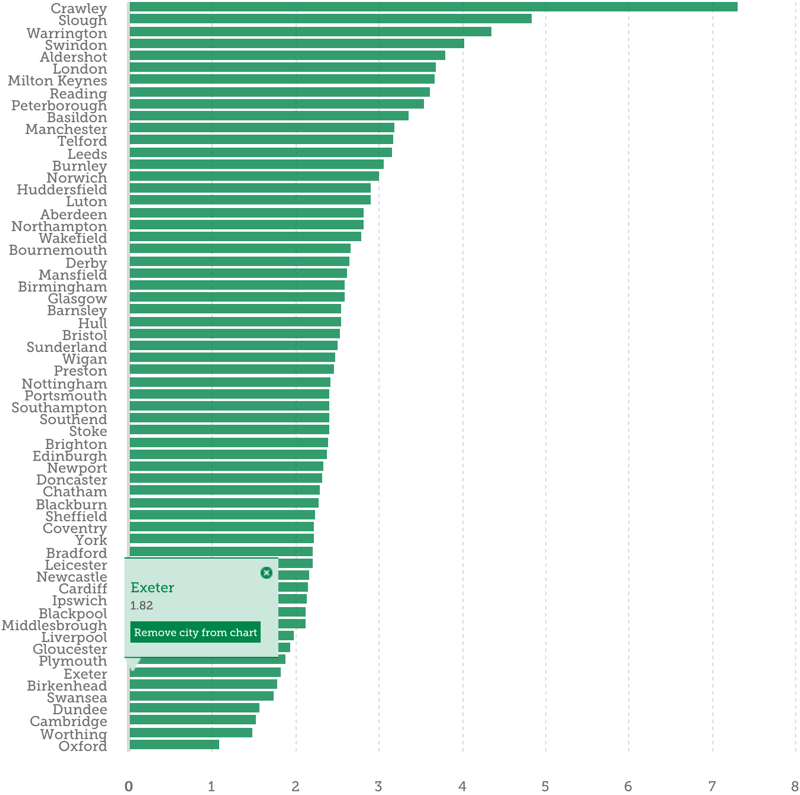 Crawley
Slough
Warrington
Swindon
Aldershot
London
Milton Keynes
Reading
Peterborough
Basildon
Manchester
Telford
Leeds
Burnley
Norwich
Huddersfield
Luton
Aberdeen
Northampton
Wakefield
Bournemouth
Derby
Mansfield
Birmingham
Glasgow
Barnsley
Hull
Bristol
Sunderland
Wigan
Preston
Nottingham
Portsmouth
Southampton
Southend
Stoke
Brighton
Edinburgh
Newport
Doncaster
Chatham
Blackburn
Sheffield
Coventry
York
Bradford
Leicester
Newcastle
Cardiff
Ipswich
Blackpool
Middlesbrough
Liverpool
Gloucester
Plymouth
Exeter
Birkenhead
Swansea
Dundee
Cambridge
Worthing
Oxford
Exeter
1.82
Remove city from chart
0 1 2 3 4 5 6 7 8